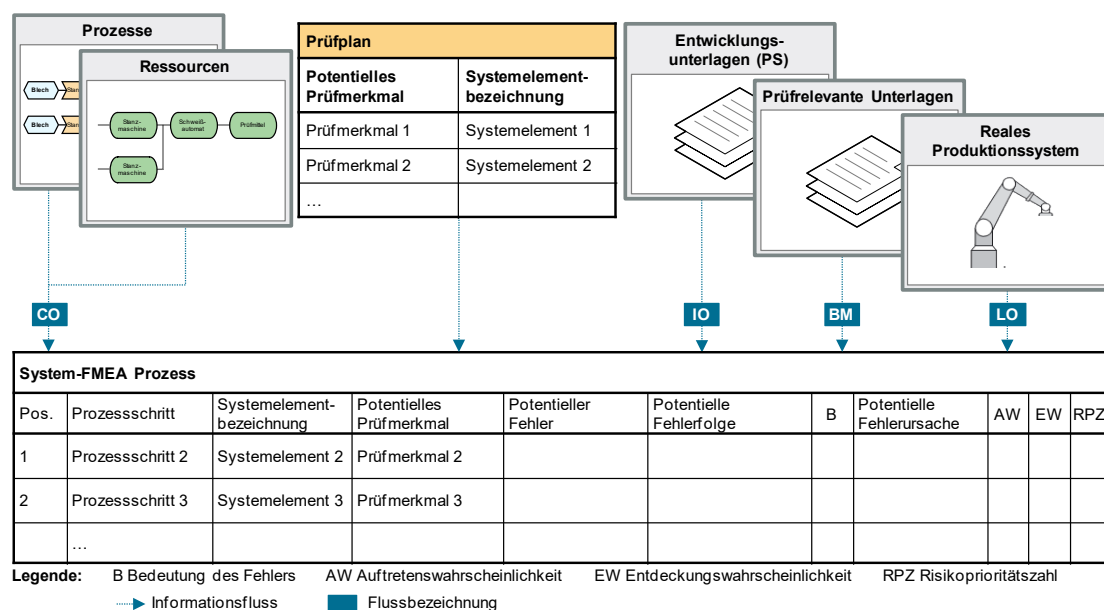 Prozesse
Blech
Stan
Blech
Stan
Ressourcen
Stanz-
maschine
Schweiß-
automat
Prüfmittel
Stanz-
maschine
Prüfplan
Potentielles
Prüfmerkmal
Systemelement-
bezeichnung
Prüfmerkmal 1
Systemelement 1
Prüfmerkmal 2
Systemelement 2
…
Entwicklungs-
unterlagen (PS)
Prüfrelevante Unterlagen
Reales
Produktionssystem
CO
IO
BM
LO
System-FMEA Prozess
Pos.
Prozessschritt
Systemelement-
bezeichnung
Potentielles
Prüfmerkmal
Potentieller
Fehler
Potentielle
Fehlerfolge
B
Potentielle
Fehlerursache
AW
EW
RPZ
1
Prozessschritt 2
Systemelement 2
Prüfmerkmal 2
2
Prozessschritt 3
Systemelement 3
Prüfmerkmal 3
…
Legende: B Bedeutung des Fehlers AW Auftretenswahrscheinlichkeit EW Entdeckungswahrscheinlichkeit RPZ Risikoprioritätszahl
Informationsfluss Flussbezeichnung